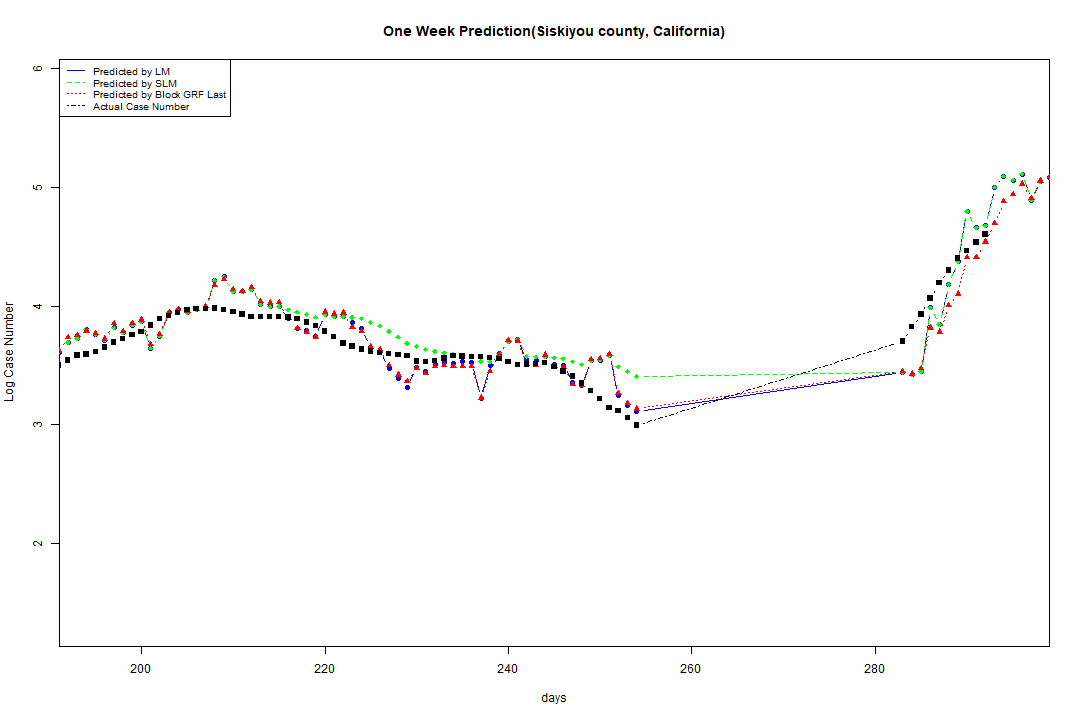 One Week Prediction(Siskiyou county, California)
Predicted by LM
Predicted by SLM
Predicted by Block GRF Last
Actual Case Number
6
5
4
3
2
Log Case Number
200
220
240
260
280
days